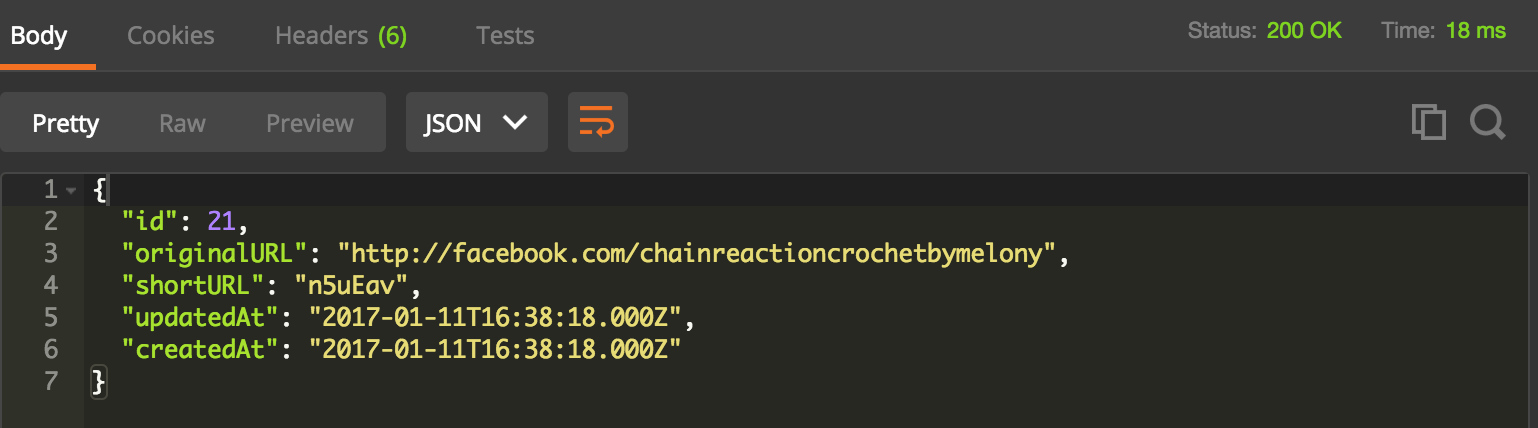 Body Cookies Headers (6) Tests Status: 200 OK Time: 18 ms
Pretty Raw Preview JSON
1 {
2 "id": 21,
3 "originalURL": "http://facebook.com/chainreactioncrochetbymelony",
4 "shortURL": "n5uEav",
5 "updatedAt": "2017-01-11T16:38:18.000Z",
6 "createdAt": "2017-01-11T16:38:18.000Z"
7 }